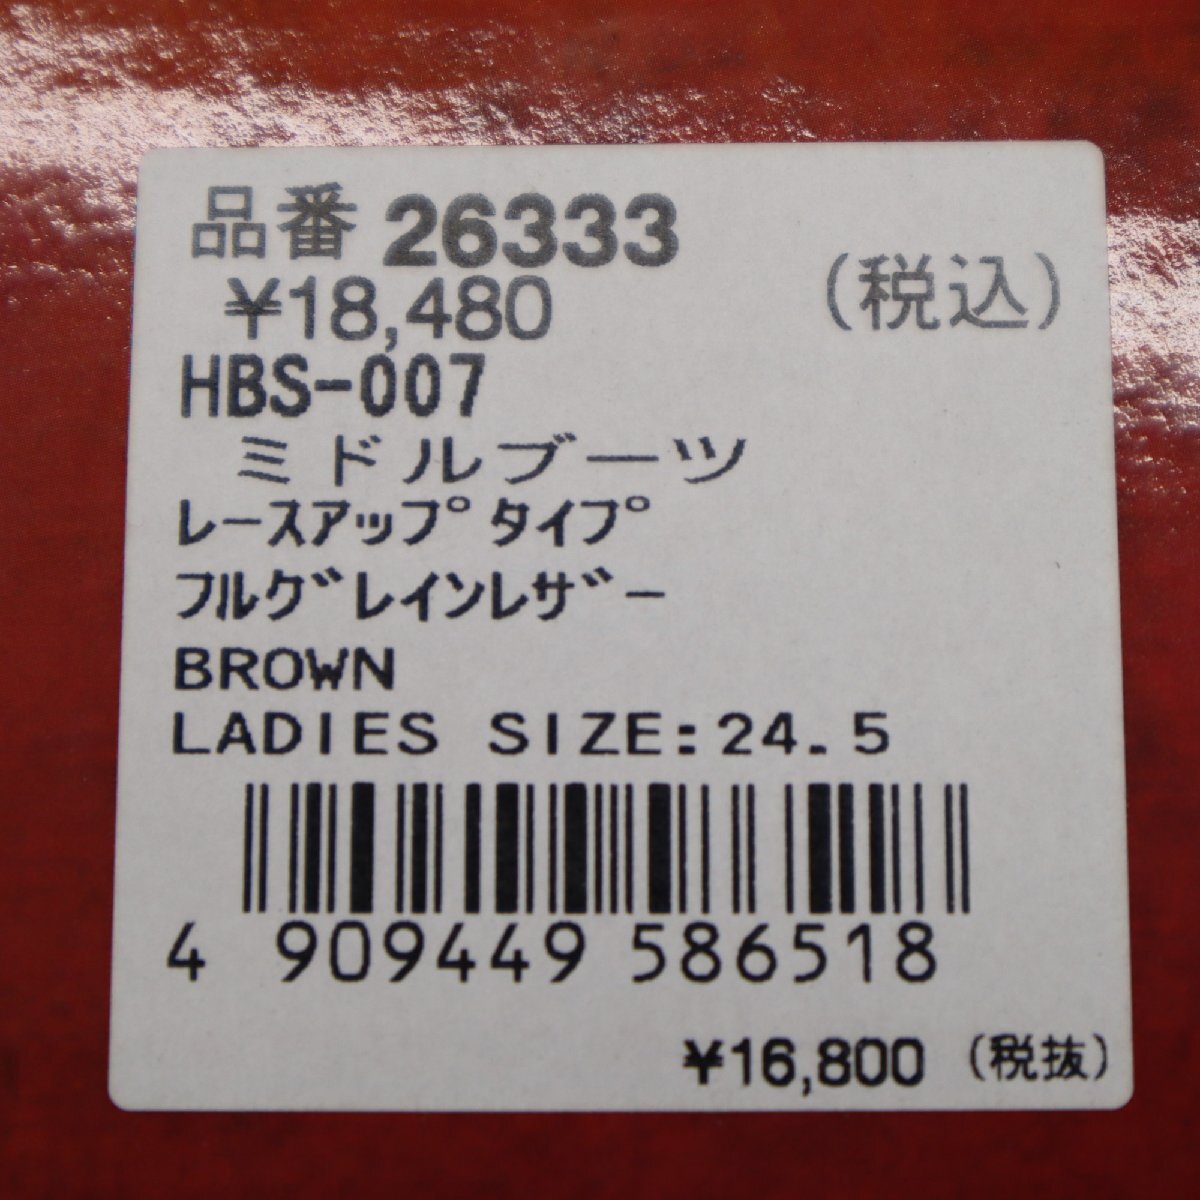 品番 26333
¥18,480 (税込)
HBS-007
ミドルブーツ
ﾚｰｽｱｯﾌﾟﾀｲﾌﾟ
ﾌﾙｸﾞﾚｲﾝﾚｻﾞｰ
BROWN
LADIES SIZE:24.5
4 909449 586518
¥16,800 (税抜)